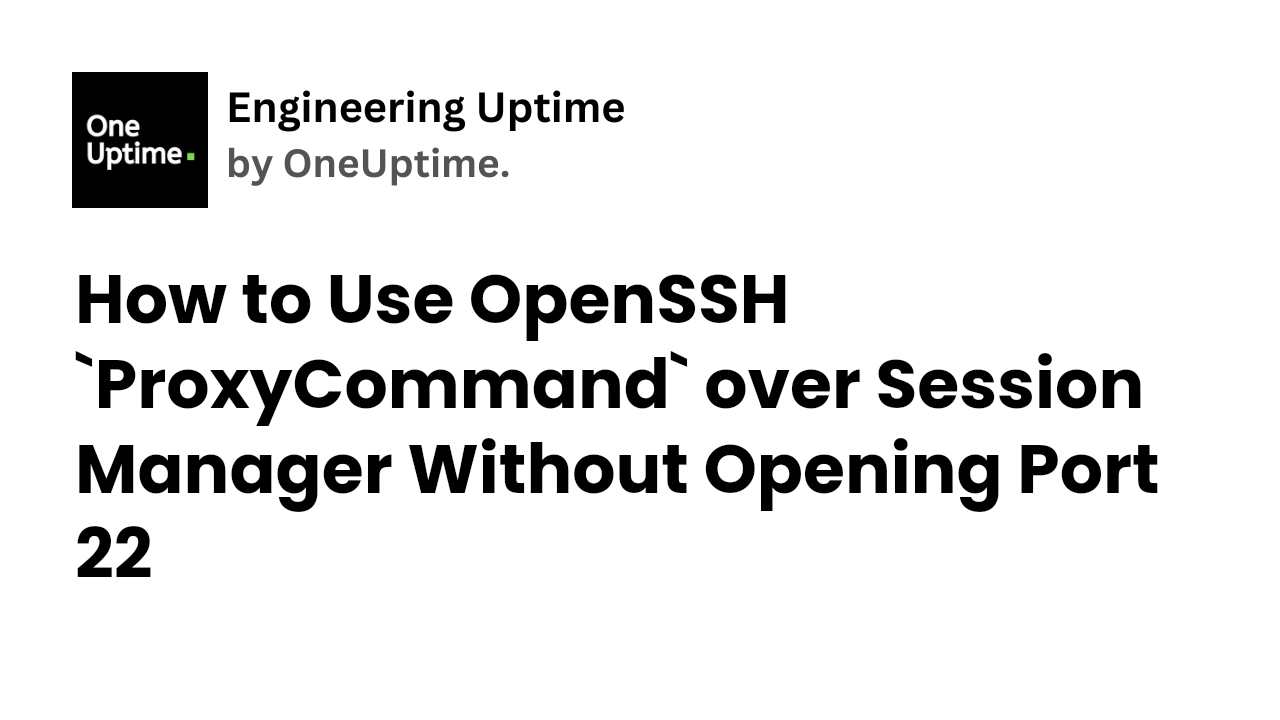 One
Uptime.
Engineering Uptime
by OneUptime.
How to Use OpenSSH
`ProxyCommand` over Session
Manager Without Opening Port
22